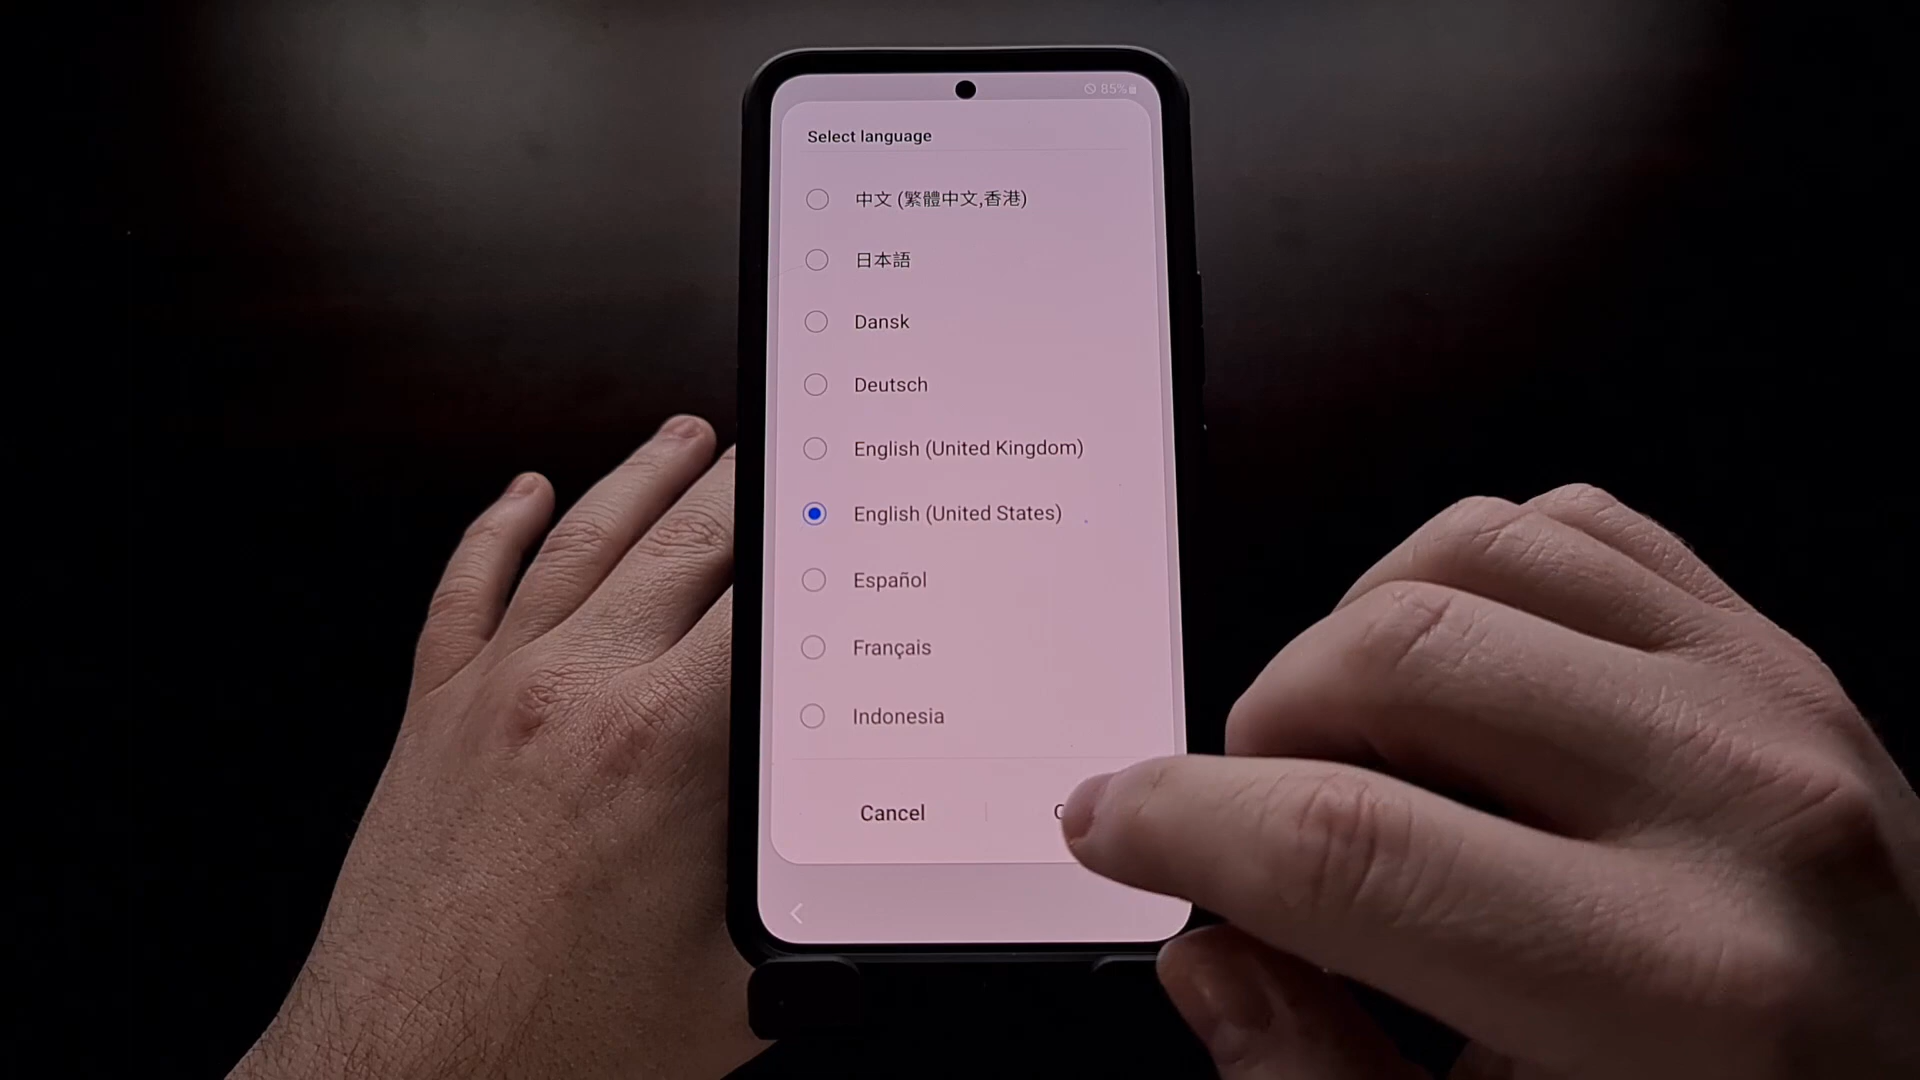 85%
Select language
中文 (繁體中文,香港)
日本語
Dansk
Deutsch
English (United Kingdom)
English (United States)
Español
Français
Indonesia
Cancel